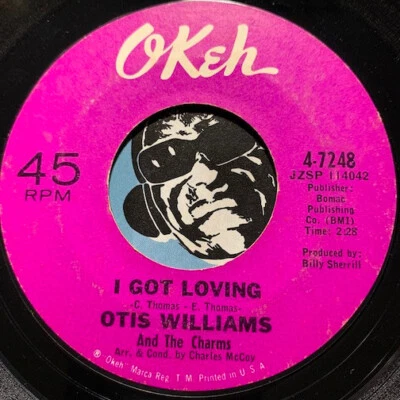 OKeh
45
RPM
4-7248
JZSP 114042
Publisher:
Bomac
Publishing
Co. (BMI)
Time: 2:28
Produced by:
Billy Sherrill
I GOT LOVING
-C. Thomas - E. Thomas-
OTIS WILLIAMS
And The Charms
Arr. & Cond. by Charles McCoy
® "Okeh" Marca Reg. T. M. Printed in U.S.A.